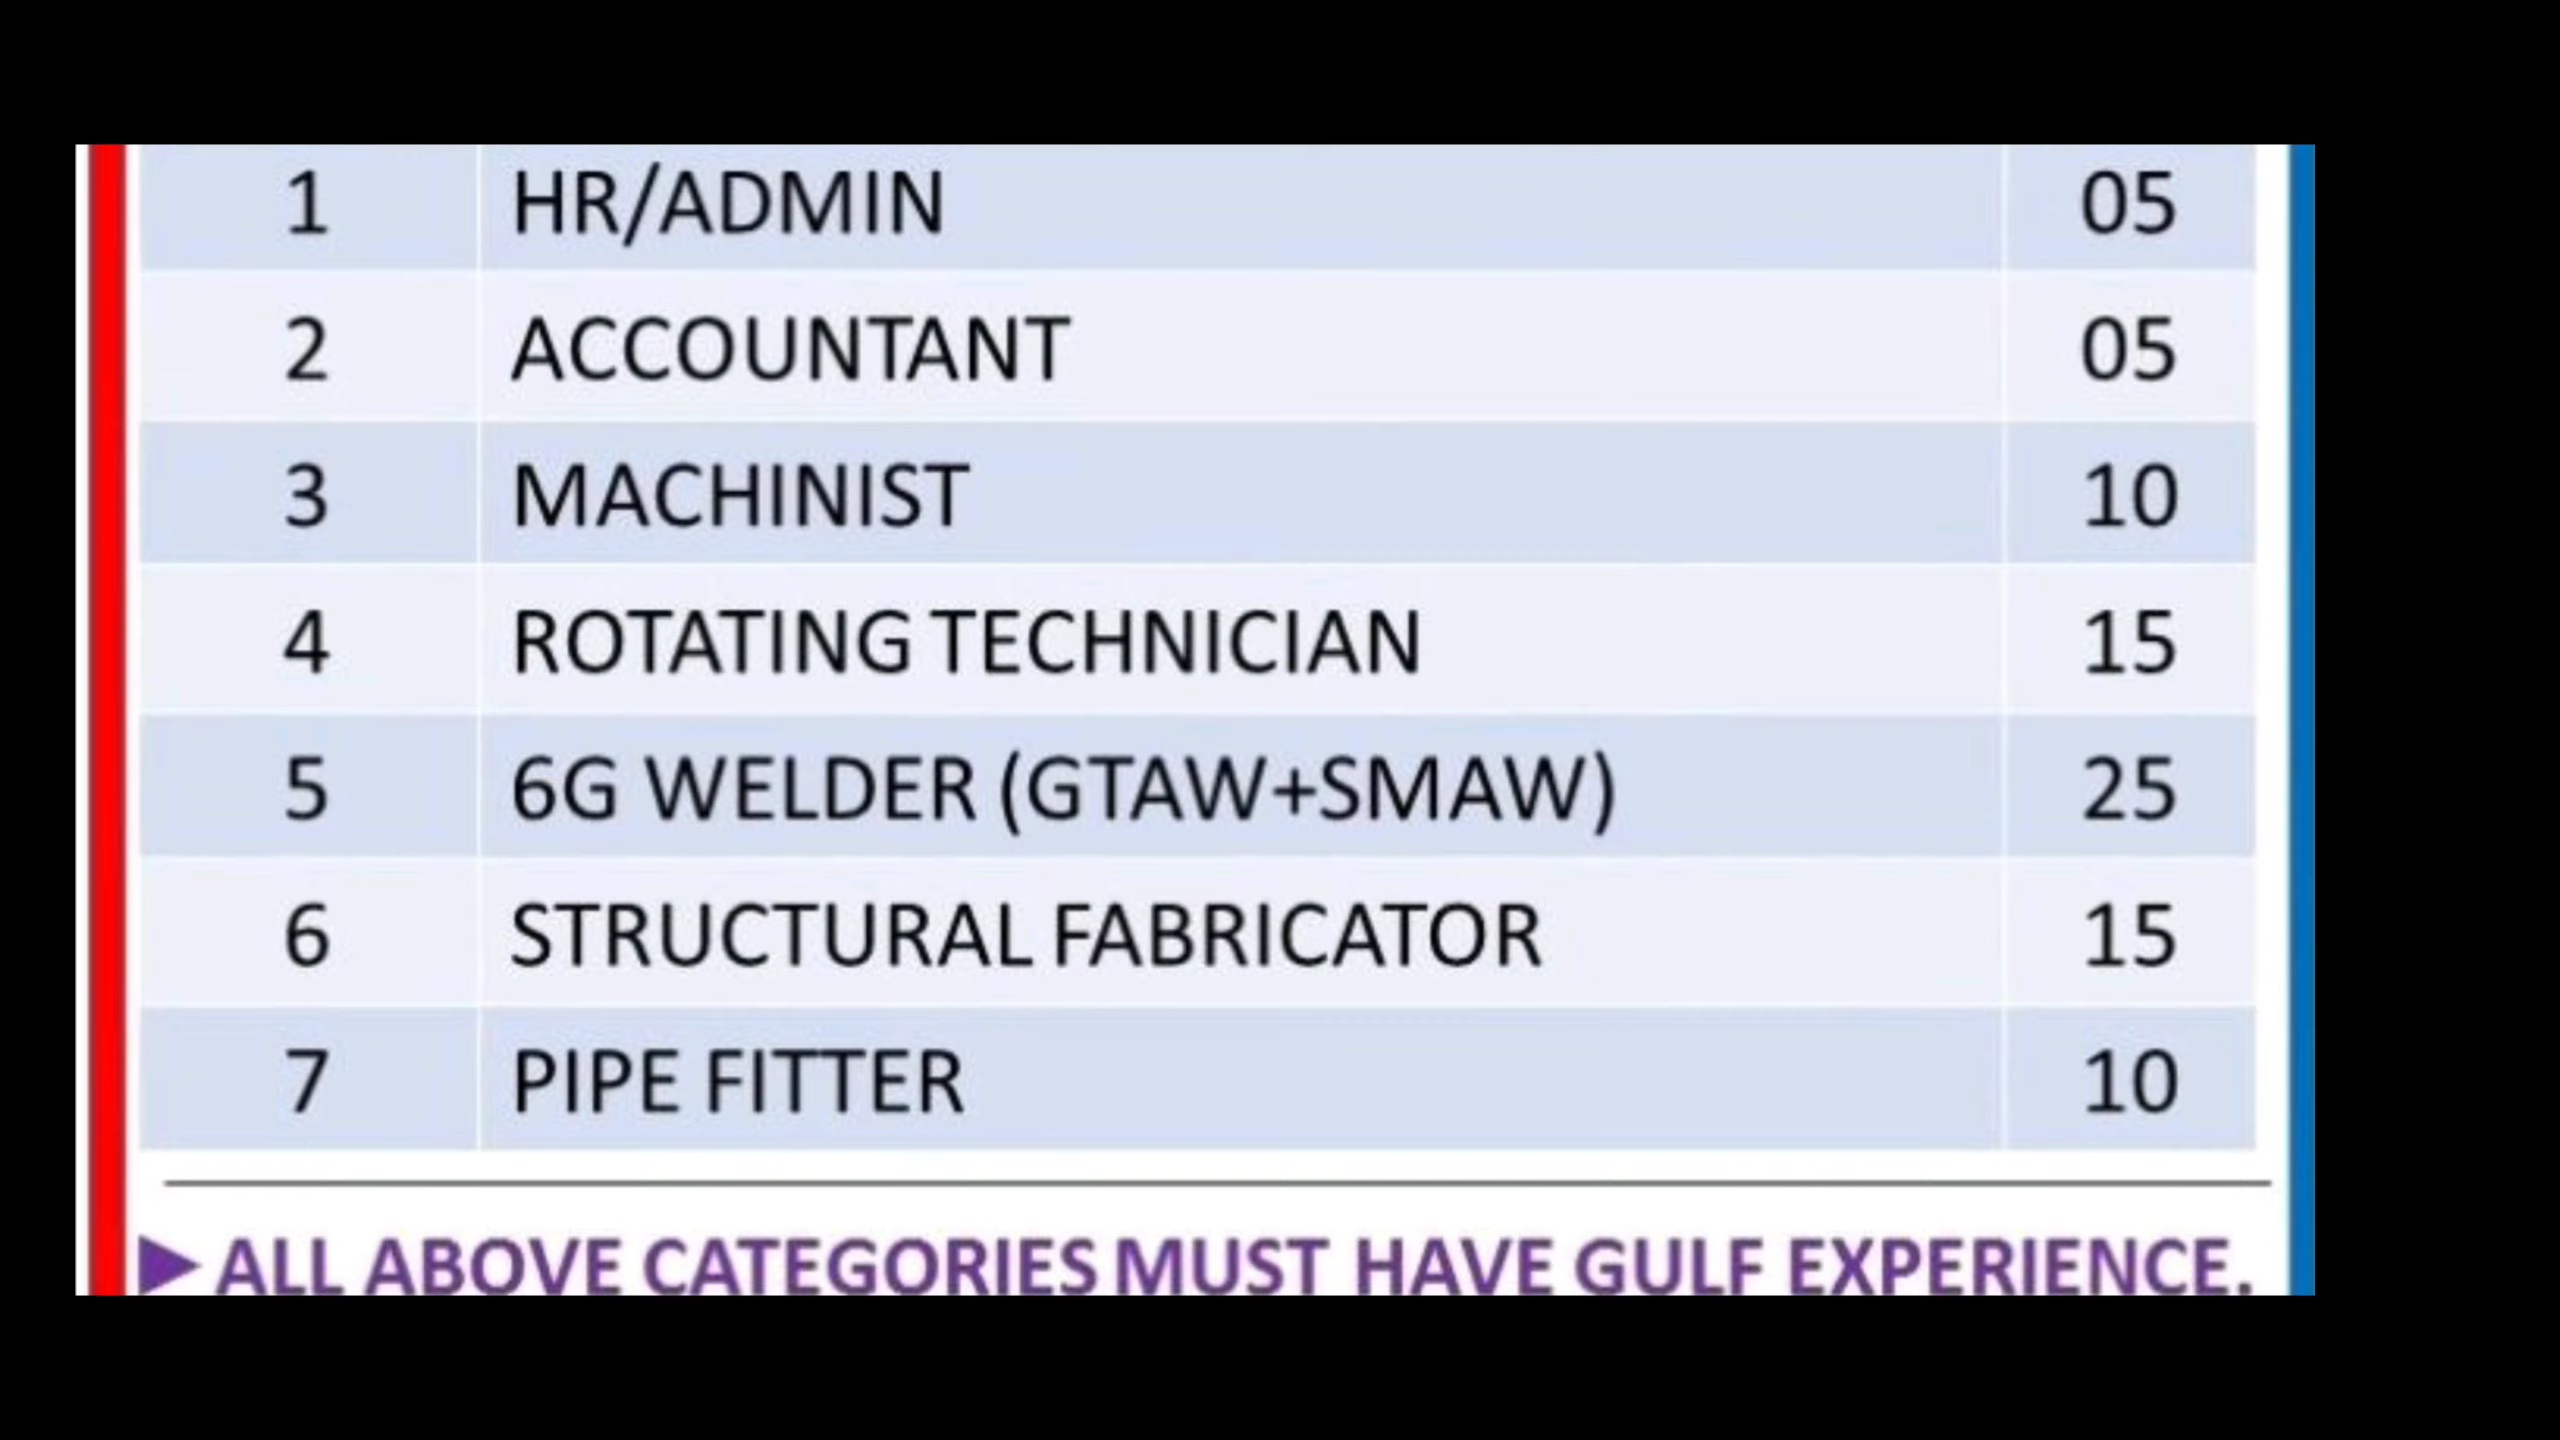 1 HR/ADMIN 05
2 ACCOUNTANT 05
3 MACHINIST 10
4 ROTATING TECHNICIAN 15
5 6G WELDER (GTAW+SMAW) 25
6 STRUCTURAL FABRICATOR 15
7 PIPE FITTER 10
▶ ALL ABOVE CATEGORIES MUST HAVE GULF EXPERIENCE.